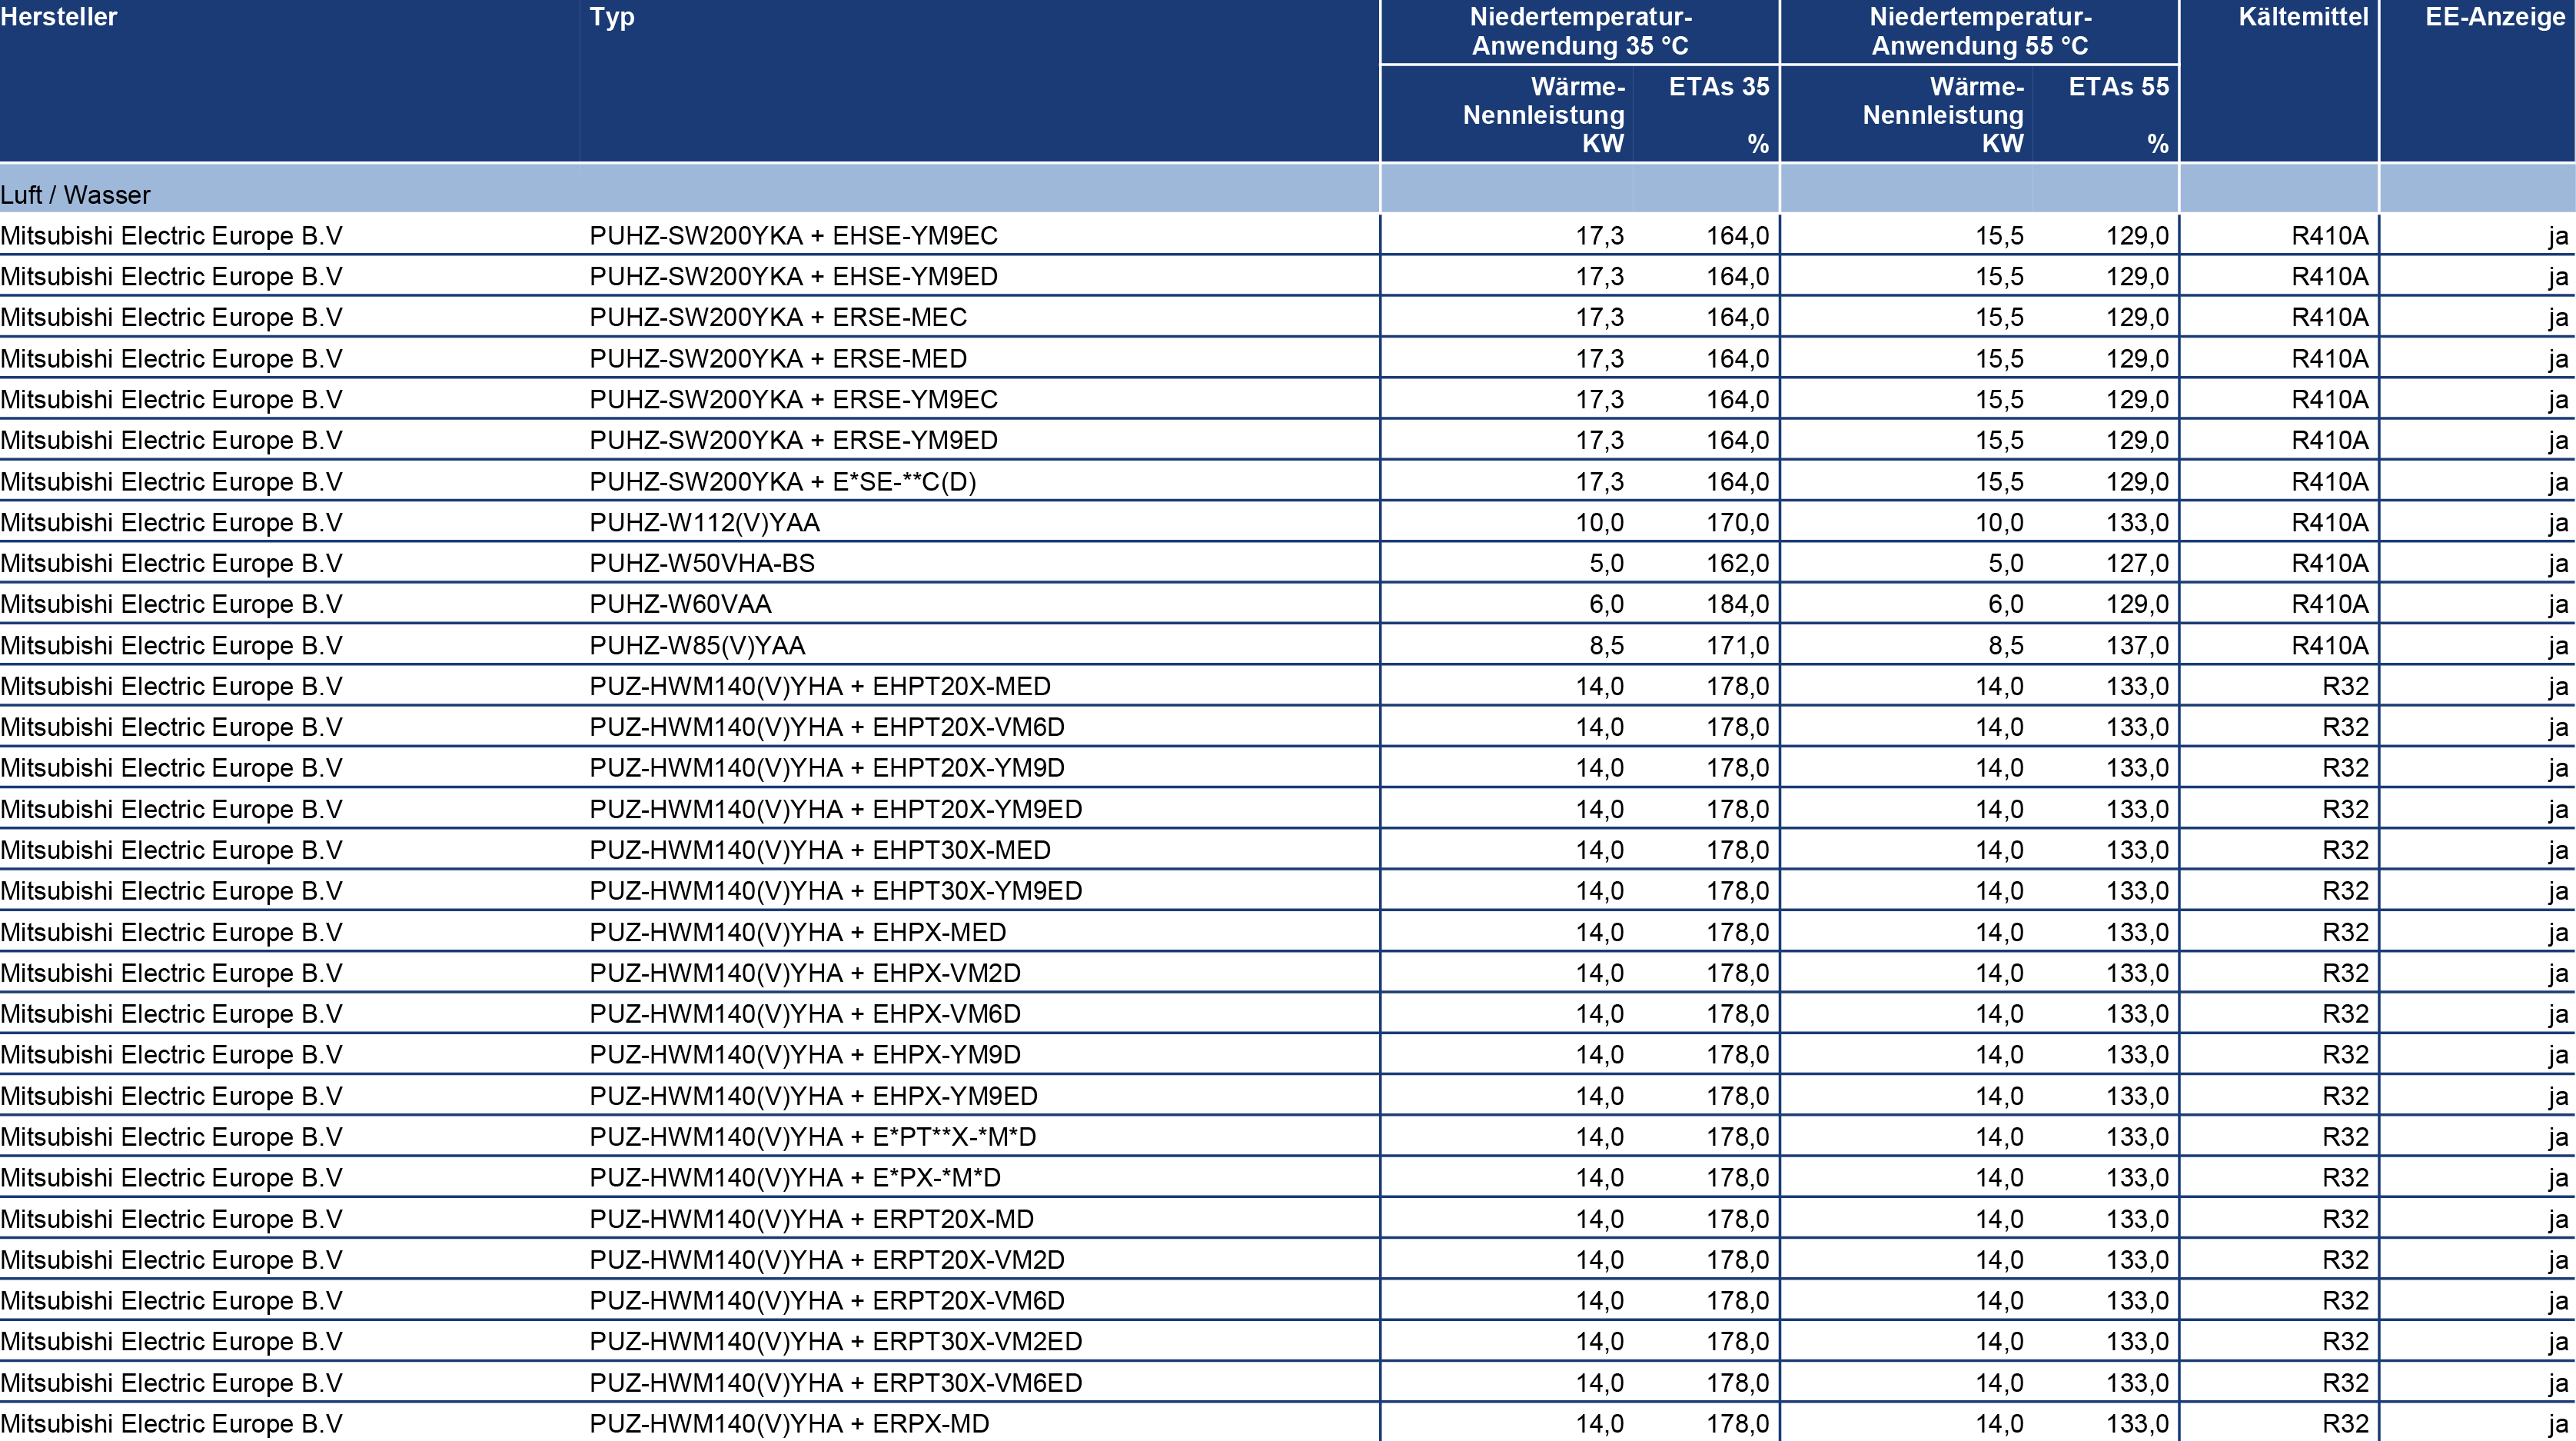 Hersteller Typ Niedertemperatur- Niedertemperatur- Kältemittel EE-Anzeige
Anwendung 35 °C Anwendung 55 °C
Wärme- ETAs 35 Wärme- ETAs 55
Nennleistung Nennleistung
KW % KW %
Luft / Wasser
Mitsubishi Electric Europe B.V PUHZ-SW200YKA + EHSE-YM9EC 17,3 164,0 15,5 129,0 R410A ja
Mitsubishi Electric Europe B.V PUHZ-SW200YKA + EHSE-YM9ED 17,3 164,0 15,5 129,0 R410A ja
Mitsubishi Electric Europe B.V PUHZ-SW200YKA + ERSE-MEC 17,3 164,0 15,5 129,0 R410A ja
Mitsubishi Electric Europe B.V PUHZ-SW200YKA + ERSE-MED 17,3 164,0 15,5 129,0 R410A ja
Mitsubishi Electric Europe B.V PUHZ-SW200YKA + ERSE-YM9EC 17,3 164,0 15,5 129,0 R410A ja
Mitsubishi Electric Europe B.V PUHZ-SW200YKA + ERSE-YM9ED 17,3 164,0 15,5 129,0 R410A ja
Mitsubishi Electric Europe B.V PUHZ-SW200YKA + E*SE-**C(D) 17,3 164,0 15,5 129,0 R410A ja
Mitsubishi Electric Europe B.V PUHZ-W112(V)YAA 10,0 170,0 10,0 133,0 R410A ja
Mitsubishi Electric Europe B.V PUHZ-W50VHA-BS 5,0 162,0 5,0 127,0 R410A ja
Mitsubishi Electric Europe B.V PUHZ-W60VAA 6,0 184,0 6,0 129,0 R410A ja
Mitsubishi Electric Europe B.V PUHZ-W85(V)YAA 8,5 171,0 8,5 137,0 R410A ja
Mitsubishi Electric Europe B.V PUZ-HWM140(V)YHA + EHPT20X-MED 14,0 178,0 14,0 133,0 R32 ja
Mitsubishi Electric Europe B.V PUZ-HWM140(V)YHA + EHPT20X-VM6D 14,0 178,0 14,0 133,0 R32 ja
Mitsubishi Electric Europe B.V PUZ-HWM140(V)YHA + EHPT20X-YM9D 14,0 178,0 14,0 133,0 R32 ja
Mitsubishi Electric Europe B.V PUZ-HWM140(V)YHA + EHPT20X-YM9ED 14,0 178,0 14,0 133,0 R32 ja
Mitsubishi Electric Europe B.V PUZ-HWM140(V)YHA + EHPT30X-MED 14,0 178,0 14,0 133,0 R32 ja
Mitsubishi Electric Europe B.V PUZ-HWM140(V)YHA + EHPT30X-YM9ED 14,0 178,0 14,0 133,0 R32 ja
Mitsubishi Electric Europe B.V PUZ-HWM140(V)YHA + EHPX-MED 14,0 178,0 14,0 133,0 R32 ja
Mitsubishi Electric Europe B.V PUZ-HWM140(V)YHA + EHPX-VM2D 14,0 178,0 14,0 133,0 R32 ja
Mitsubishi Electric Europe B.V PUZ-HWM140(V)YHA + EHPX-VM6D 14,0 178,0 14,0 133,0 R32 ja
Mitsubishi Electric Europe B.V PUZ-HWM140(V)YHA + EHPX-YM9D 14,0 178,0 14,0 133,0 R32 ja
Mitsubishi Electric Europe B.V PUZ-HWM140(V)YHA + EHPX-YM9ED 14,0 178,0 14,0 133,0 R32 ja
Mitsubishi Electric Europe B.V PUZ-HWM140(V)YHA + E*PT**X-*M*D 14,0 178,0 14,0 133,0 R32 ja
Mitsubishi Electric Europe B.V PUZ-HWM140(V)YHA + E*PX-*M*D 14,0 178,0 14,0 133,0 R32 ja
Mitsubishi Electric Europe B.V PUZ-HWM140(V)YHA + ERPT20X-MD 14,0 178,0 14,0 133,0 R32 ja
Mitsubishi Electric Europe B.V PUZ-HWM140(V)YHA + ERPT20X-VM2D 14,0 178,0 14,0 133,0 R32 ja
Mitsubishi Electric Europe B.V PUZ-HWM140(V)YHA + ERPT20X-VM6D 14,0 178,0 14,0 133,0 R32 ja
Mitsubishi Electric Europe B.V PUZ-HWM140(V)YHA + ERPT30X-VM2ED 14,0 178,0 14,0 133,0 R32 ja
Mitsubishi Electric Europe B.V PUZ-HWM140(V)YHA + ERPT30X-VM6ED 14,0 178,0 14,0 133,0 R32 ja
Mitsubishi Electric Europe B.V PUZ-HWM140(V)YHA + ERPX-MD 14,0 178,0 14,0 133,0 R32 ja